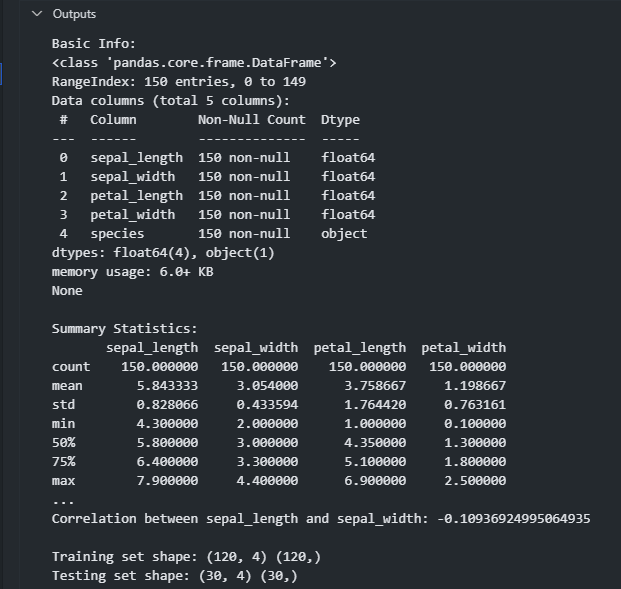 Outputs
Basic Info:
<class 'pandas.core.frame.DataFrame'>
RangeIndex: 150 entries, 0 to 149
Data columns (total 5 columns):
 #   Column        Non-Null Count  Dtype
---  ------        --------------  -----
 0   sepal_length  150 non-null    float64
 1   sepal_width   150 non-null    float64
 2   petal_length  150 non-null    float64
 3   petal_width   150 non-null    float64
 4   species       150 non-null    object
dtypes: float64(4), object(1)
memory usage: 6.0+ KB
None
Summary Statistics:
       sepal_length  sepal_width  petal_length  petal_width
count    150.000000   150.000000    150.000000   150.000000
mean       5.843333     3.054000      3.758667     1.198667
std        0.828066     0.433594      1.764420     0.763161
min        4.300000     2.000000      1.000000     0.100000
50%        5.800000     3.000000      4.350000     1.300000
75%        6.400000     3.300000      5.100000     1.800000
max        7.900000     4.400000      6.900000     2.500000
...
Correlation between sepal_length and sepal_width: -0.10936924995064935
Training set shape: (120, 4) (120,)
Testing set shape: (30, 4) (30,)